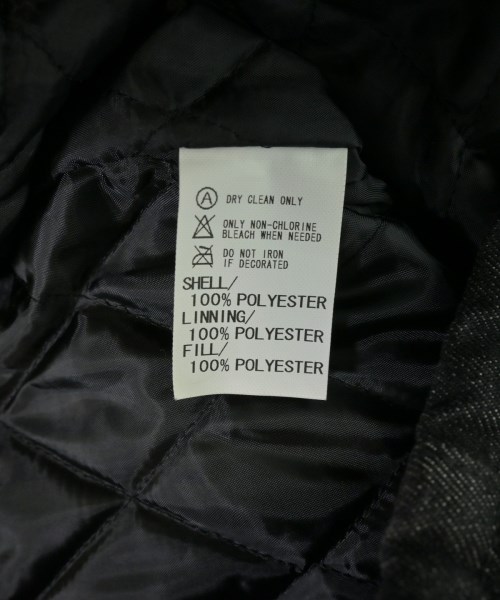 A DRY CLEAN ONLY
ONLY NON-CHLORINE
BLEACH WHEN NEEDED
DO NOT IRON
IF DECORATED
SHELL/
100% POLYESTER
LINNING/
100% POLYESTER
FILL/
100% POLYESTER